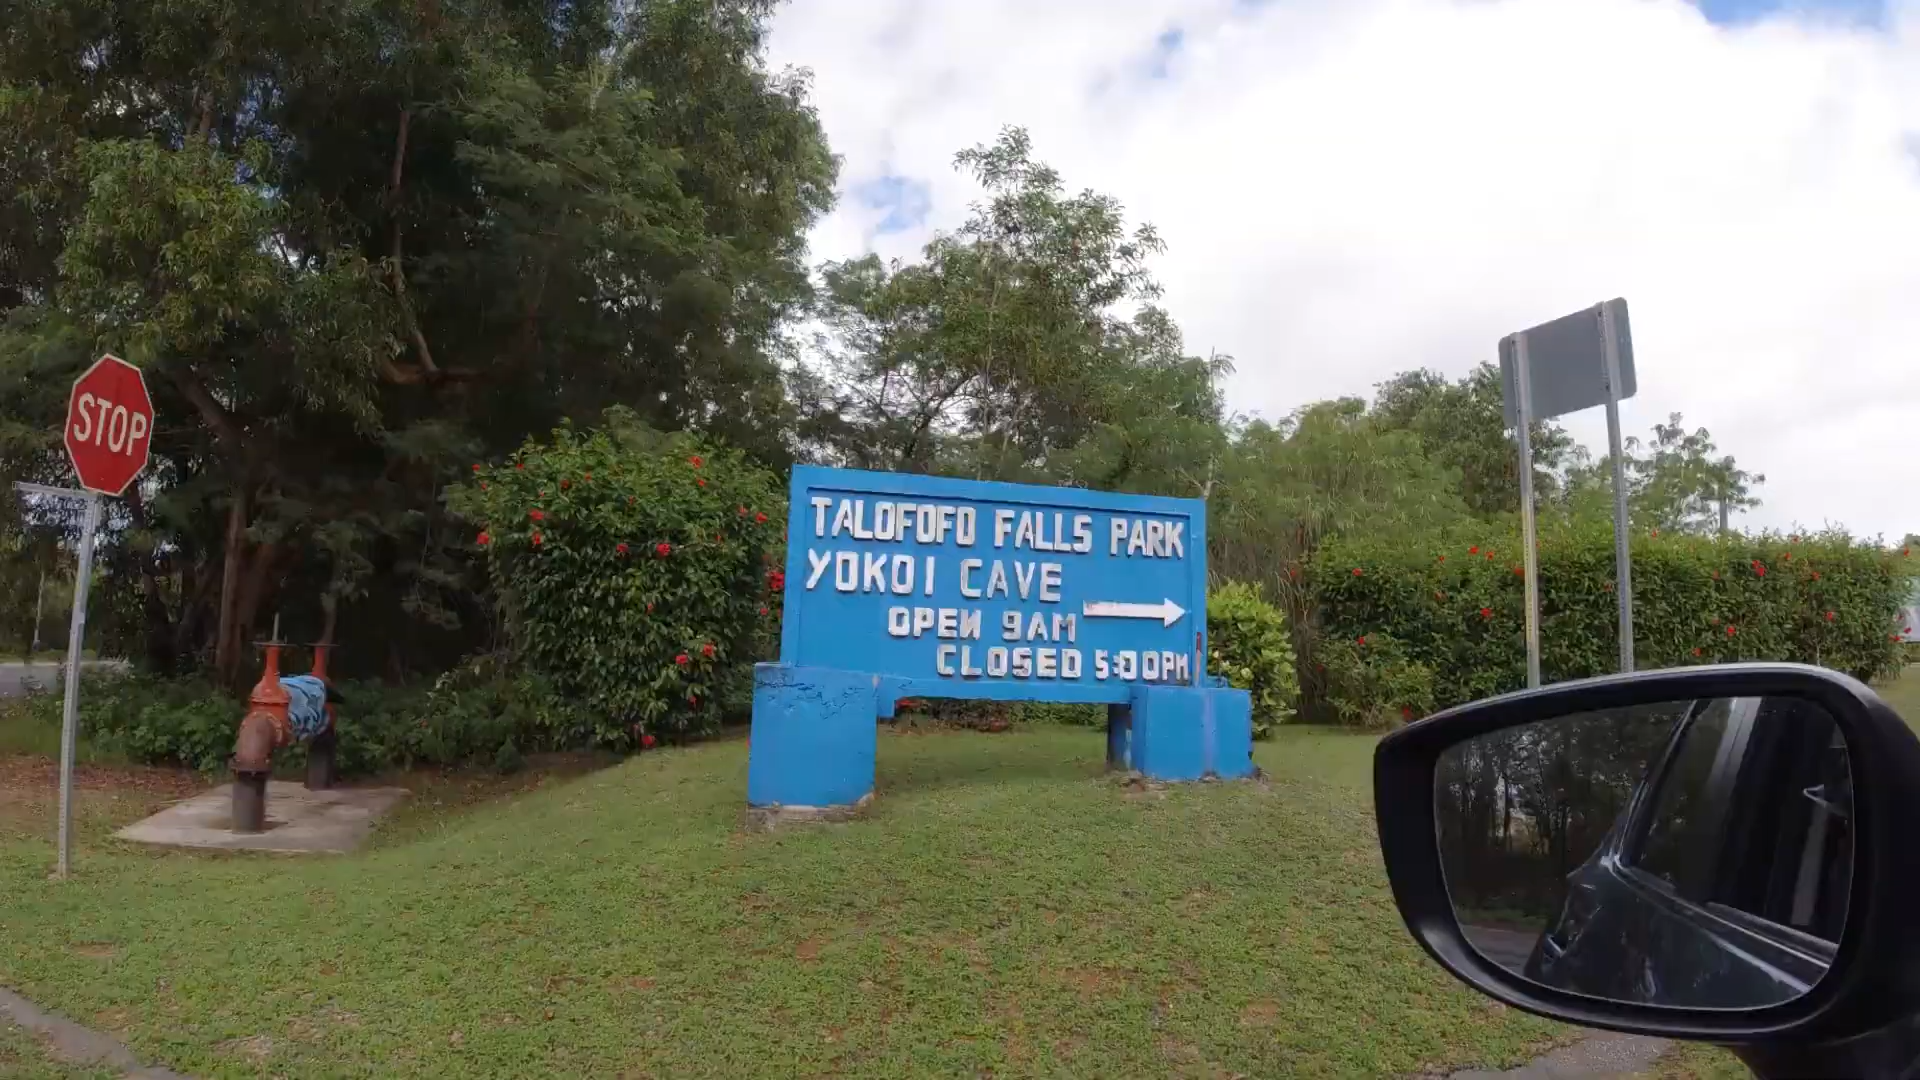 STOP
TALOFOFO FALLS PARK
YOKOI CAVE
OPEN 9AM
CLOSED 5:00PM